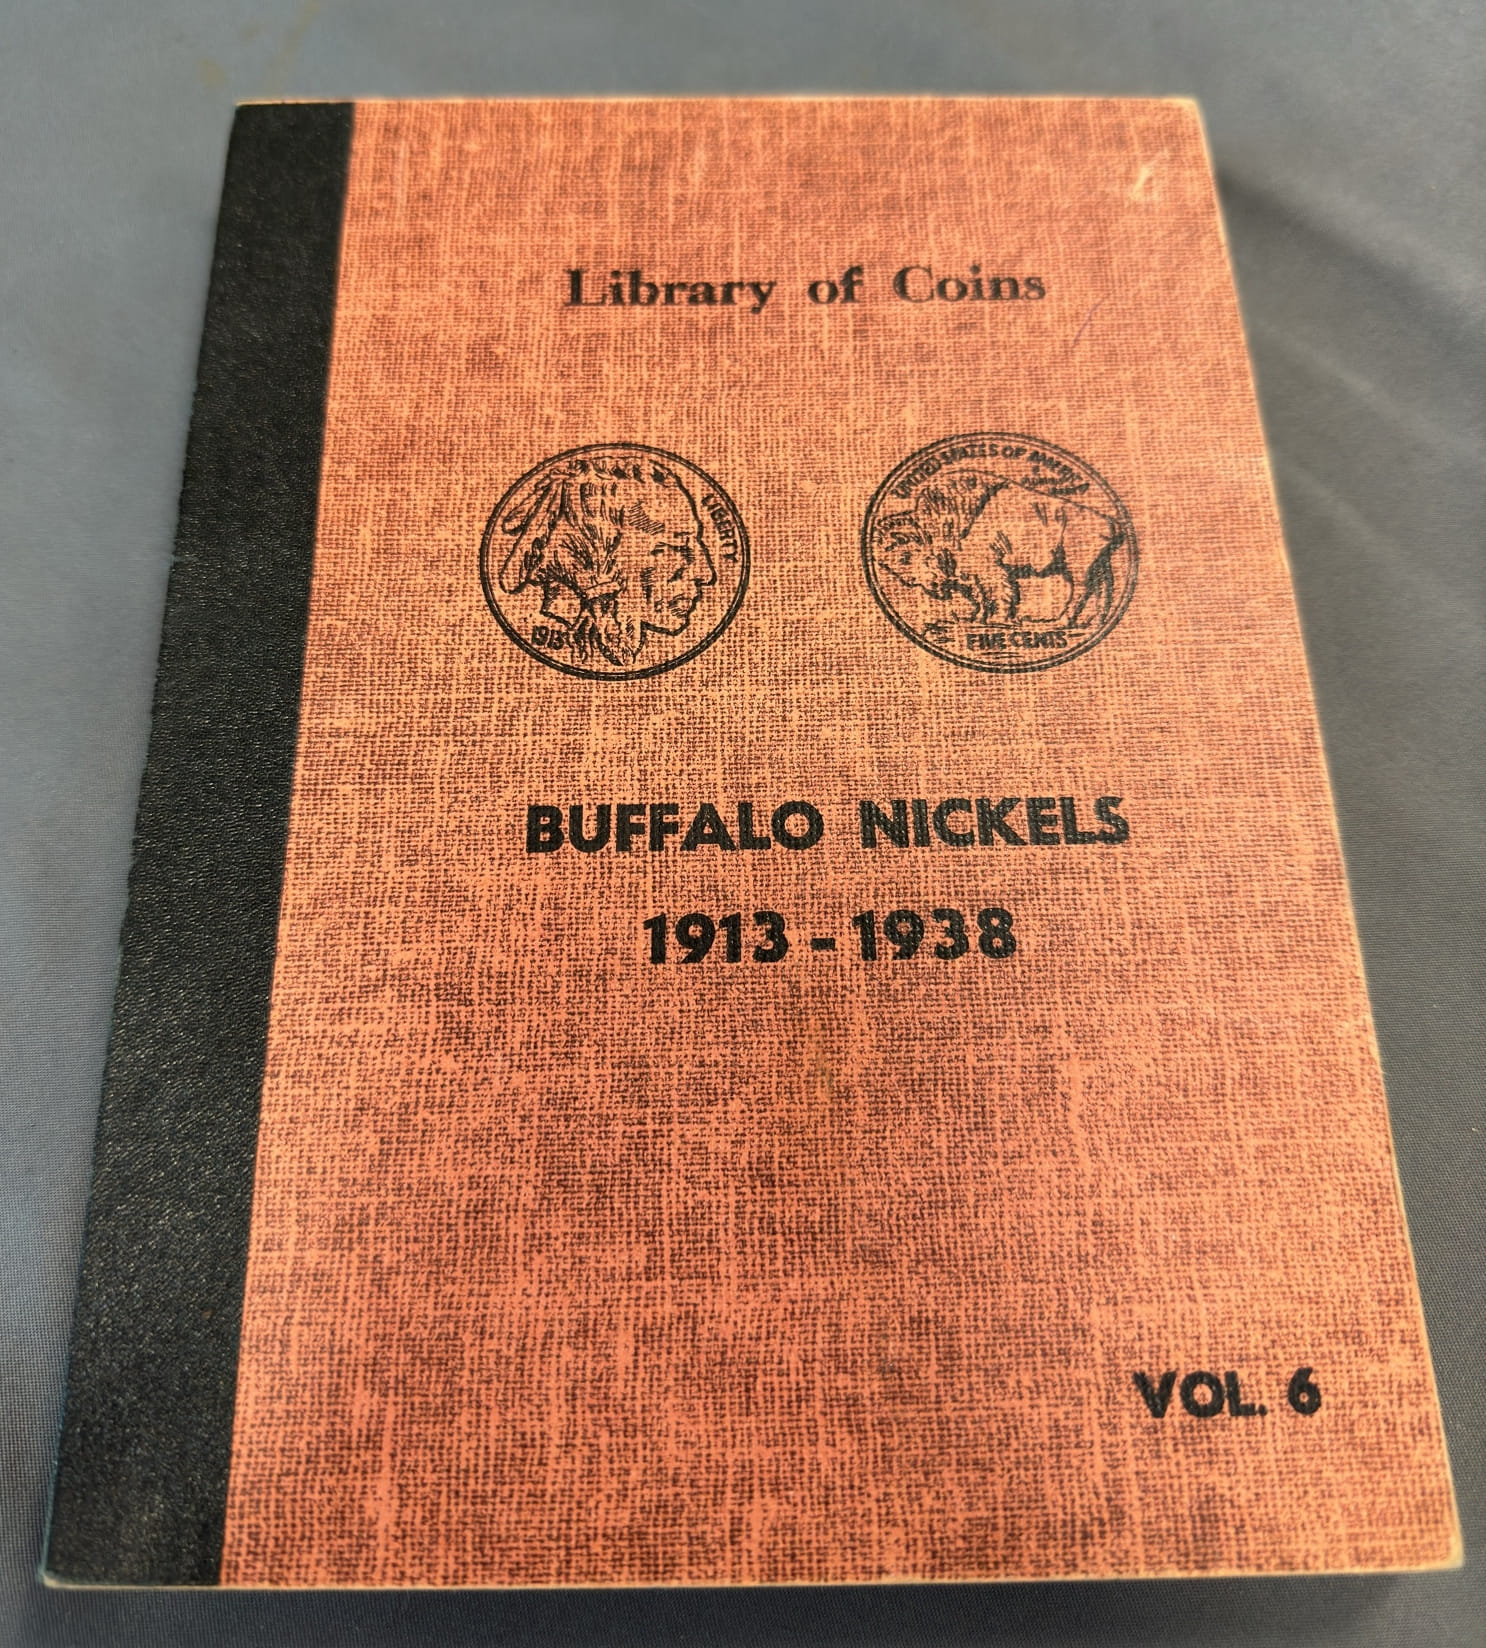 Library of Coins
LIBERTY
1913
UNITED STATES OF AMERICA
FIVE CENTS
BUFFALO NICKELS
1913-1938
VOL. 6